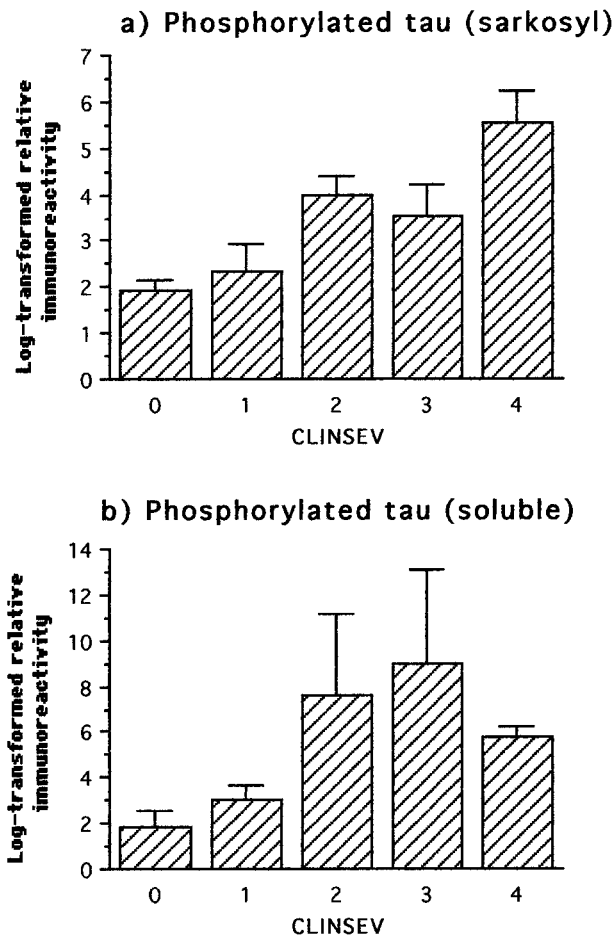 a) Phosphorylated tau (sarkosyl)
Log-transformed relative
immunoreactivity
7
6
5
4
3
2
1
0
0 1 2 3 4
CLINSEV
b) Phosphorylated tau (soluble)
Log-transformed relative
immunoreactivity
14
12
10
8
6
4
2
0
0 1 2 3 4
CLINSEV